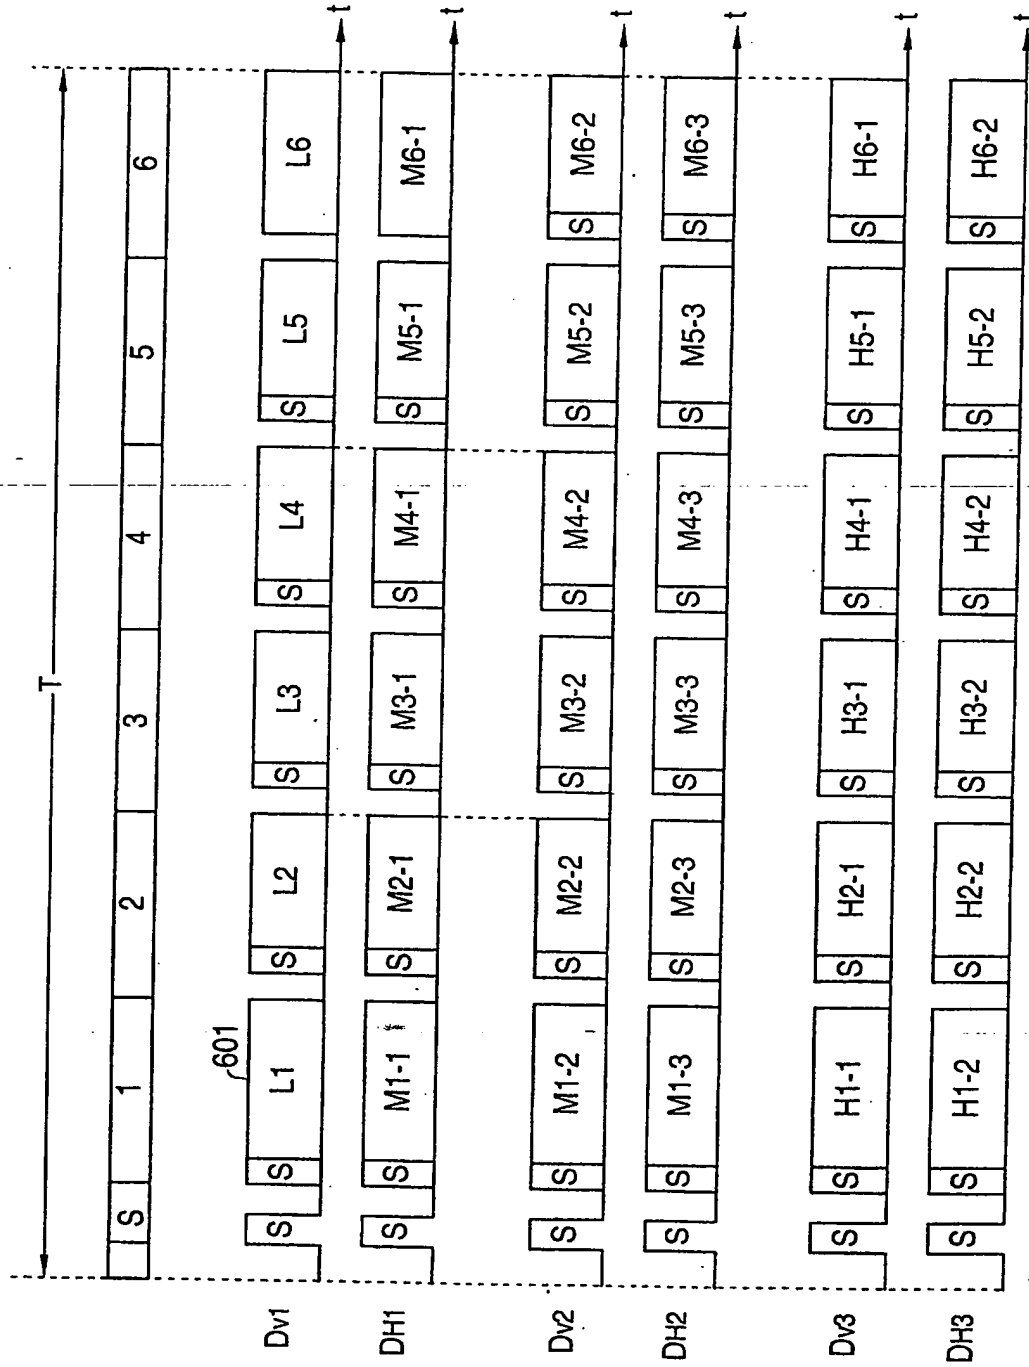 T
S 1 2 3 4 5 6
601
Dv1 S S L1 S L2 S L3 S L4 S L5 L6 t
DH1 S S M1-1 S M2-1 S M3-1 S M4-1 S M5-1 M6-1 t
Dv2 S S M1-2 S M2-2 S M3-2 S M4-2 S M5-2 S M6-2 t
DH2 S S M1-3 S M2-3 S M3-3 S M4-3 S M5-3 S M6-3 t
Dv3 S S H1-1 S H2-1 S H3-1 S H4-1 S H5-1 S H6-1 t
DH3 S S H1-2 S H2-2 S H3-2 S H4-2 S H5-2 S H6-2 t